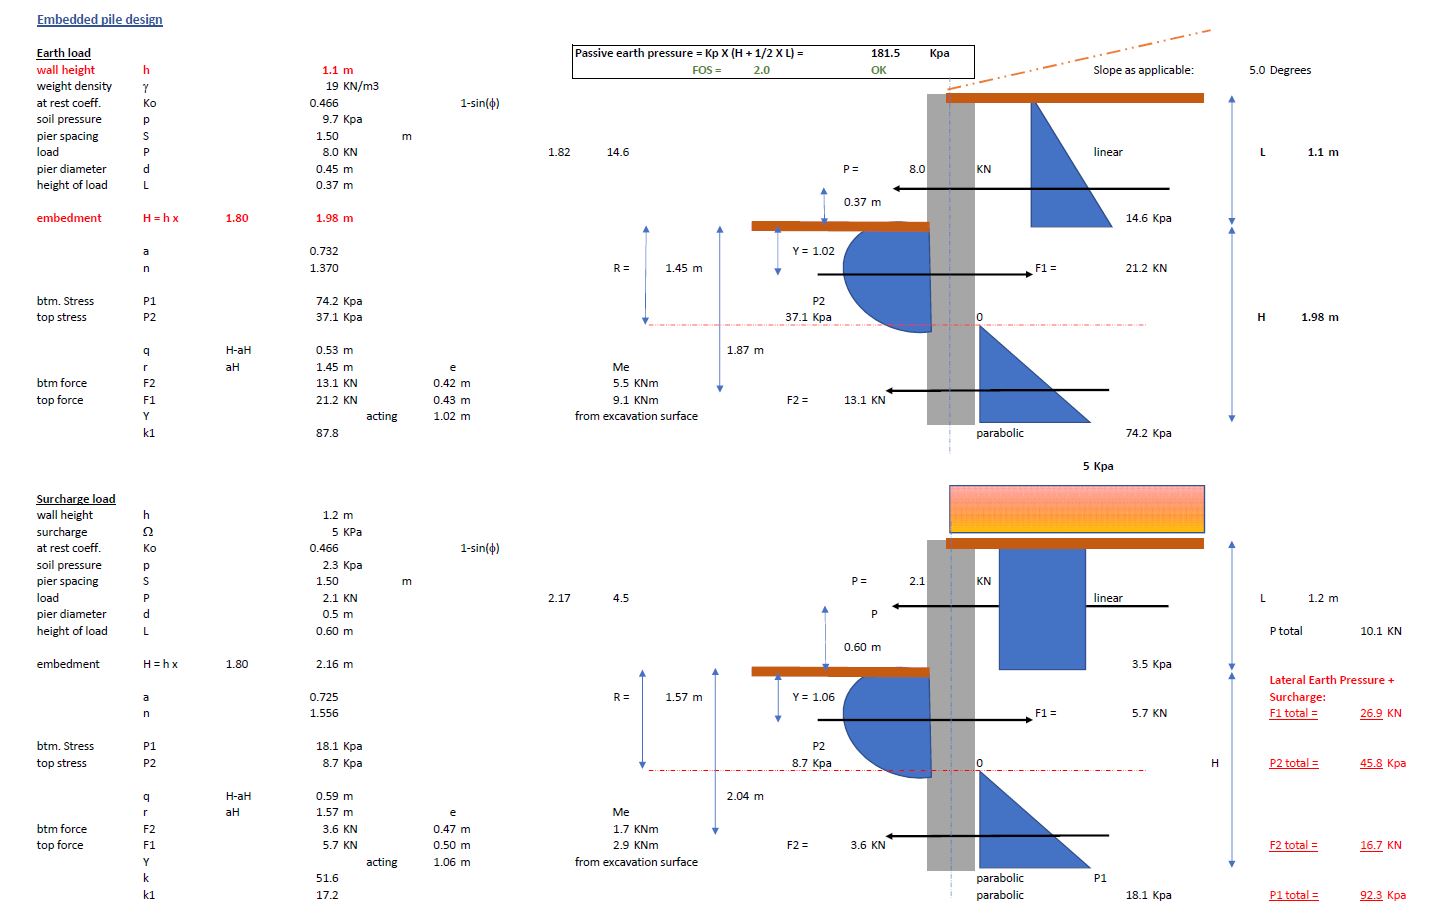 Embedded pile design
Earth load
Passive earth pressure = Kp X (H + 1/2 X L) = 181.5 Kpa
wall height h 1.1 m
FOS = 2.0 OK
Slope as applicable: 5.0 Degrees
weight density γ 19 KN/m3
at rest coeff. Ko 0.466 1-sin(ϕ)
soil pressure p 9.7 Kpa
pier spacing S 1.50 m
load P 8.0 KN 1.82 14.6 linear L 1.1 m
pier diameter d 0.45 m P = 8.0 KN
height of load L 0.37 m
0.37 m
embedment H = h x 1.80 1.98 m 14.6 Kpa
a 0.732 Y = 1.02
n 1.370 R = 1.45 m F1 = 21.2 KN
btm. Stress P1 74.2 Kpa P2
top stress P2 37.1 Kpa 37.1 Kpa 0 H 1.98 m
q H-aH 0.53 m 1.87 m
r aH 1.45 m e Me
btm force F2 13.1 KN 0.42 m 5.5 KNm
top force F1 21.2 KN 0.43 m 9.1 KNm F2 = 13.1 KN
Y acting 1.02 m from excavation surface
k1 87.8 parabolic 74.2 Kpa
5 Kpa
Surcharge load
wall height h 1.2 m
surcharge Ω 5 KPa
at rest coeff. Ko 0.466 1-sin(ϕ)
soil pressure p 2.3 Kpa
pier spacing S 1.50 m P = 2.1 KN
load P 2.1 KN 2.17 4.5 linear L 1.2 m
pier diameter d 0.5 m P
height of load L 0.60 m P total 10.1 KN
0.60 m
embedment H = h x 1.80 2.16 m 3.5 Kpa
Lateral Earth Pressure +
a 0.725 R = 1.57 m Y = 1.06 Surcharge:
n 1.556 F1 = 5.7 KN F1 total = 26.9 KN
btm. Stress P1 18.1 Kpa P2
top stress P2 8.7 Kpa 8.7 Kpa 0 H P2 total = 45.8 Kpa
q H-aH 0.59 m 2.04 m
r aH 1.57 m e Me
btm force F2 3.6 KN 0.47 m 1.7 KNm
top force F1 5.7 KN 0.50 m 2.9 KNm F2 = 3.6 KN F2 total = 16.7 KN
Y acting 1.06 m from excavation surface
k 51.6 parabolic P1
k1 17.2 parabolic 18.1 Kpa P1 total = 92.3 Kpa